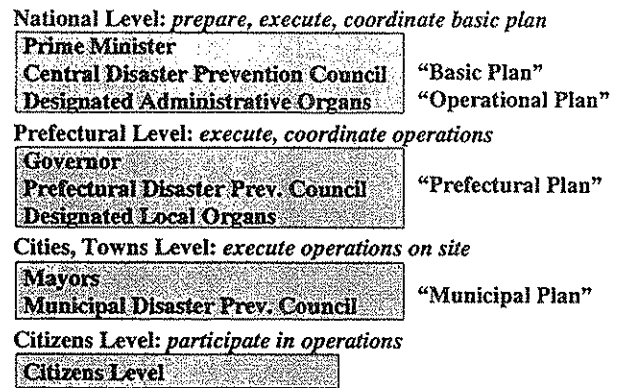 National Level: prepare, execute, coordinate basic plan
Prime Minister
Central Disaster Prevention Council "Basic Plan"
Designated Administrative Organs "Operational Plan"
Prefectural Level: execute, coordinate operations
Governor
Prefectural Disaster Prev. Council "Prefectural Plan"
Designated Local Organs
Cities, Towns Level: execute operations on site
Mayors
Municipal Disaster Prev. Council "Municipal Plan"
Citizens Level: participate in operations
Citizens Level